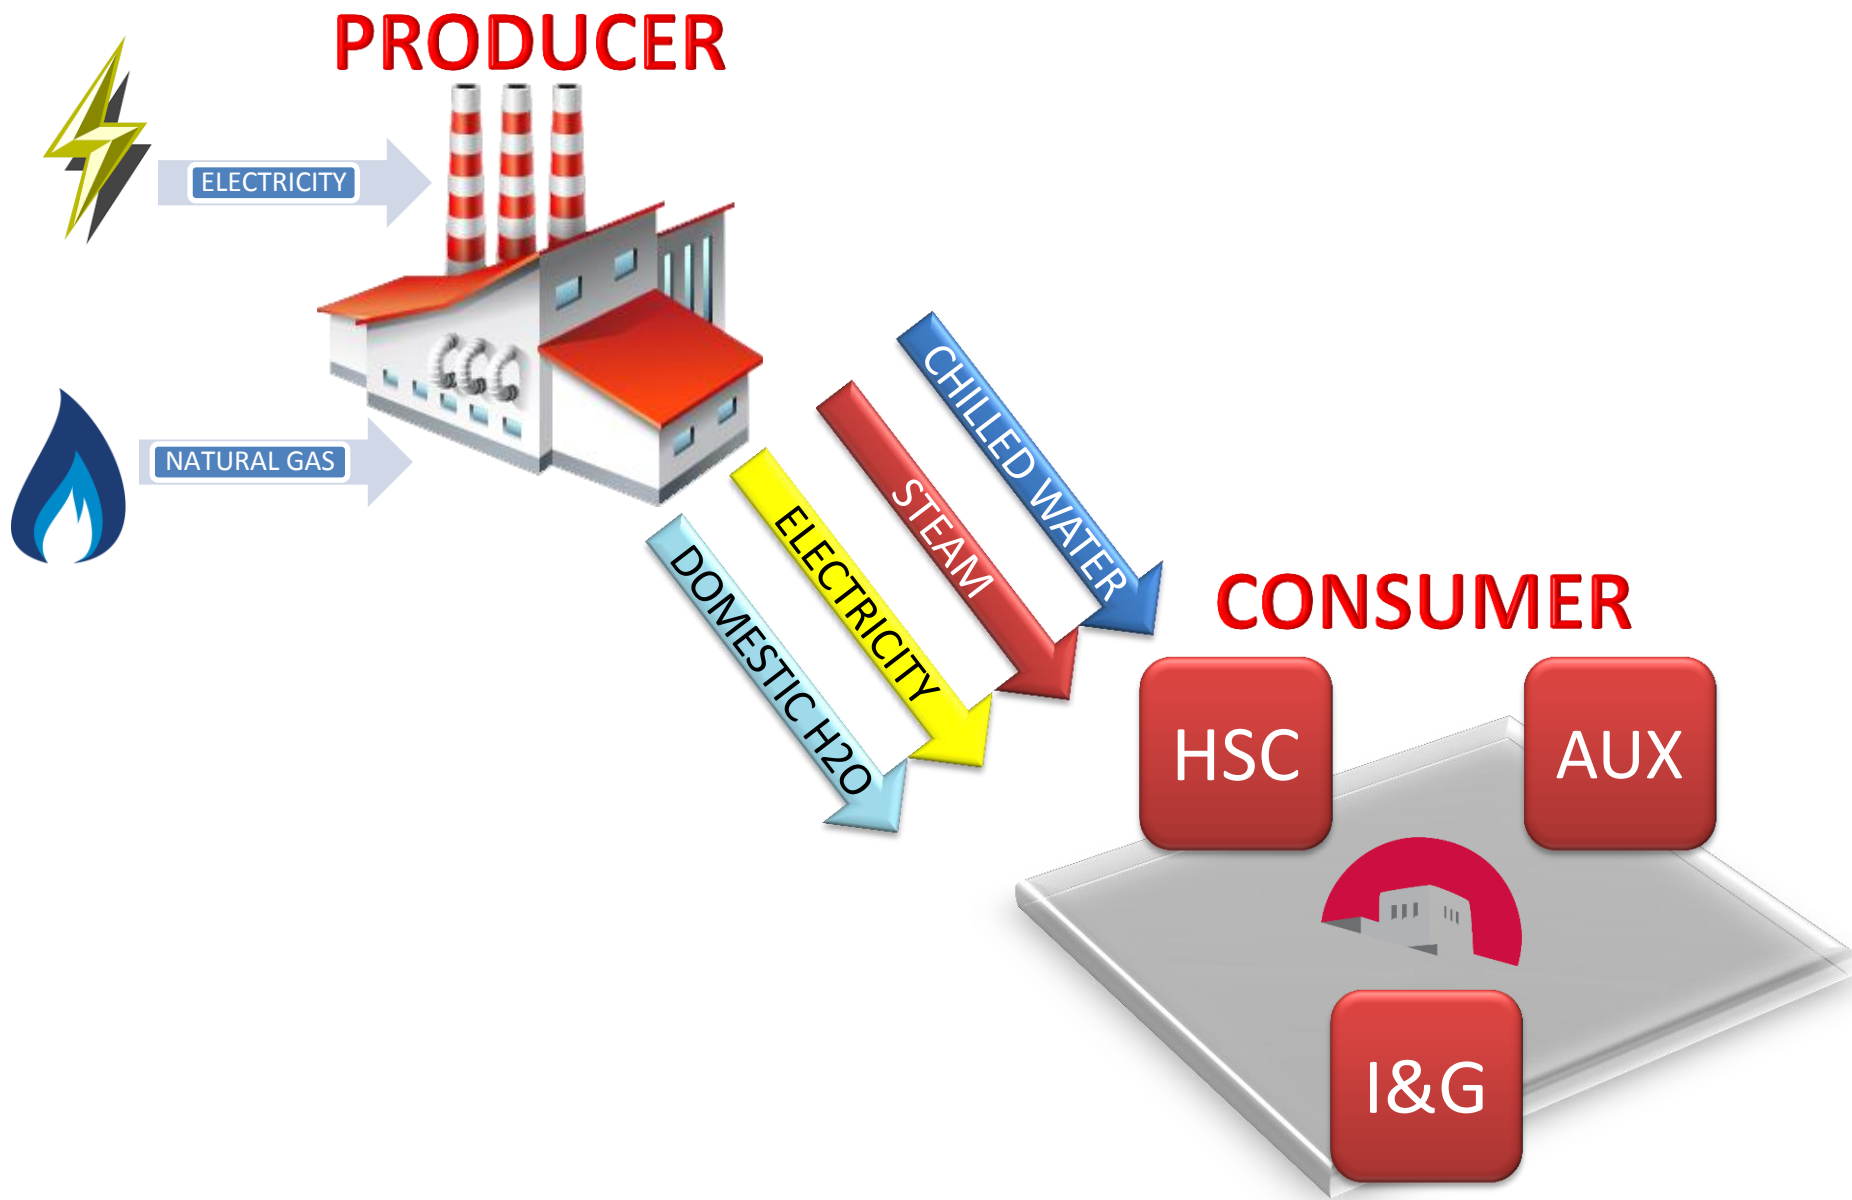 PRODUCER
ELECTRICITY
NATURAL GAS
CHILLED WATER
STEAM
ELECTRICITY
DOMESTIC H2O
CONSUMER
HSC
AUX
I&G